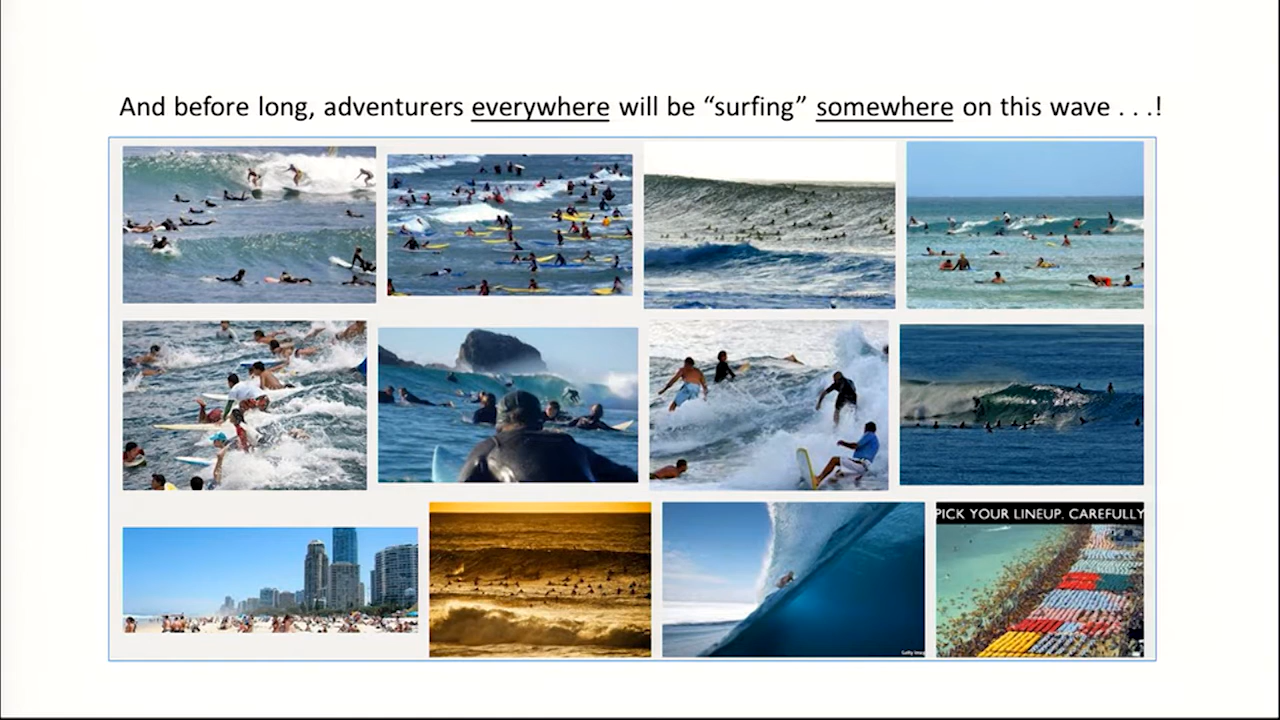 And before long, adventurers everywhere will be “surfing” somewhere on this wave . . .!
PICK YOUR LINEUP. CAREFULLY